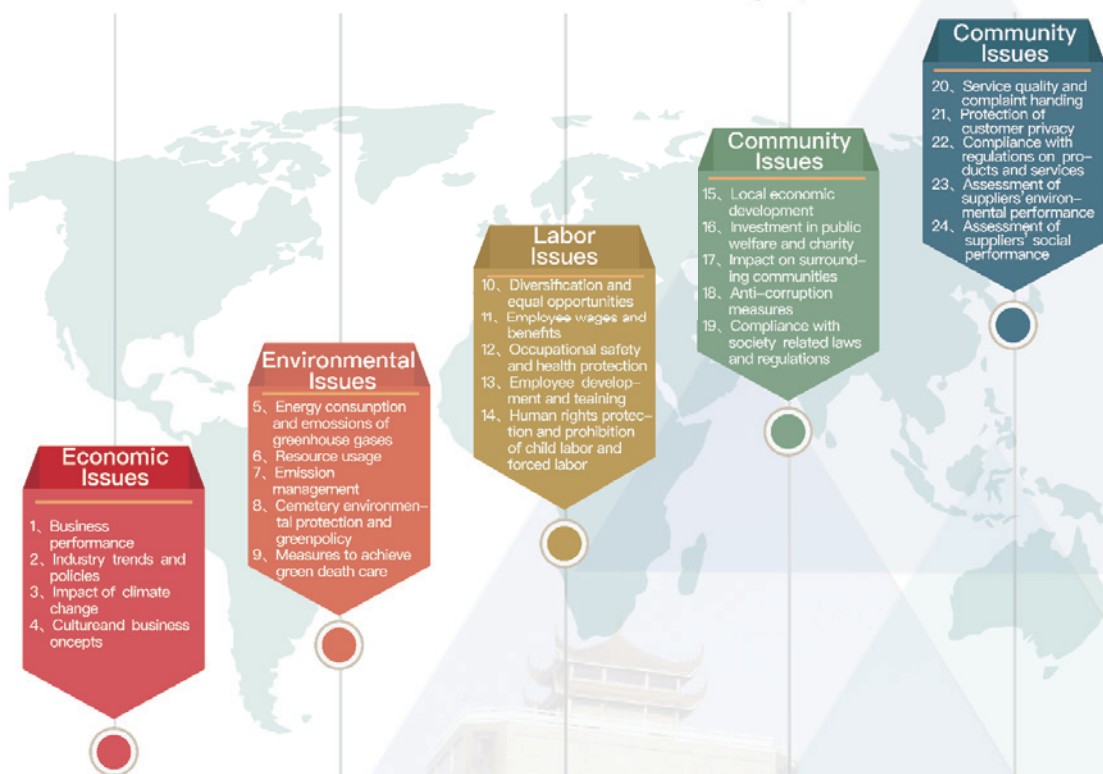 Economic
Issues
1、Business
performance
2、Industry trends and
policies
3、Impact of climate
change
4、Cultureand business
oncepts
Environmental
Issues
5、Energy consunption
and emossions of
greenhouse gases
6、Resource usage
7、Emission
management
8、Cemetery environmen-
tal protection and
greenpolicy
9、Measures to achieve
green death care
Labor
Issues
10、Diversification and
equal opportunities
11、Employee wages and
benefits
12、Occupational safety
and health protection
13、Employee develop-
ment and teaining
14、Human rights protec-
tion and prohibition
of child labor and
forced labor
Community
Issues
15、Local economic
development
16、Investment in public
welfare and charity
17、Impact on surround-
ing communities
18、Anti-corruption
measures
19、Compliance with
society related laws
and regulations
Community
Issues
20、Service quality and
complaint handing
21、Protection of
customer privacy
22、Compliance with
regulations on pro-
ducts and services
23、Assessment of
suppliers' environ-
mental performance
24、Assessment of
suppliers' social
performance